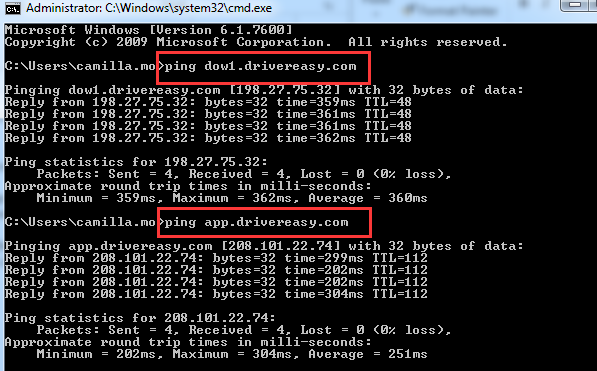 Administrator: C:\Windows\system32\cmd.exe
Microsoft Windows [Version 6.1.7600]
Copyright (c) 2009 Microsoft Corporation.  All rights reserved.
C:\Users\camilla.mo>ping dow1.drivereasy.com
Pinging dow1.drivereasy.com [198.27.75.32] with 32 bytes of data:
Reply from 198.27.75.32: bytes=32 time=359ms TTL=48
Reply from 198.27.75.32: bytes=32 time=361ms TTL=48
Reply from 198.27.75.32: bytes=32 time=361ms TTL=48
Reply from 198.27.75.32: bytes=32 time=362ms TTL=48
Ping statistics for 198.27.75.32:
    Packets: Sent = 4, Received = 4, Lost = 0 (0% loss),
Approximate round trip times in milli-seconds:
    Minimum = 359ms, Maximum = 362ms, Average = 360ms
C:\Users\camilla.mo>ping app.drivereasy.com
Pinging app.drivereasy.com [208.101.22.74] with 32 bytes of data:
Reply from 208.101.22.74: bytes=32 time=299ms TTL=112
Reply from 208.101.22.74: bytes=32 time=202ms TTL=112
Reply from 208.101.22.74: bytes=32 time=202ms TTL=112
Reply from 208.101.22.74: bytes=32 time=304ms TTL=112
Ping statistics for 208.101.22.74:
    Packets: Sent = 4, Received = 4, Lost = 0 (0% loss),
Approximate round trip times in milli-seconds:
    Minimum = 202ms, Maximum = 304ms, Average = 251ms